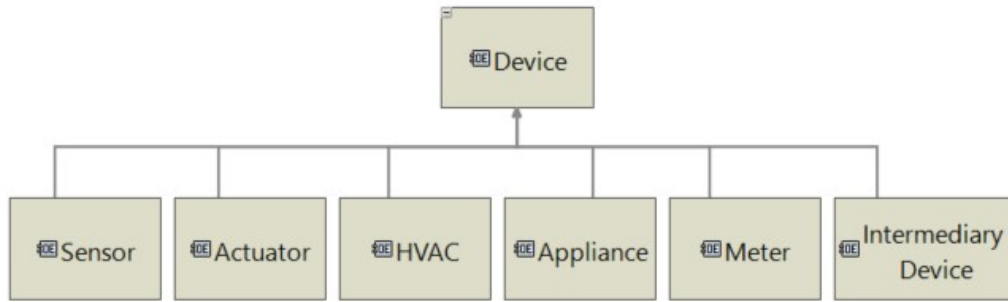 Device
Sensor
Actuator
HVAC
Appliance
Meter
Intermediary
Device